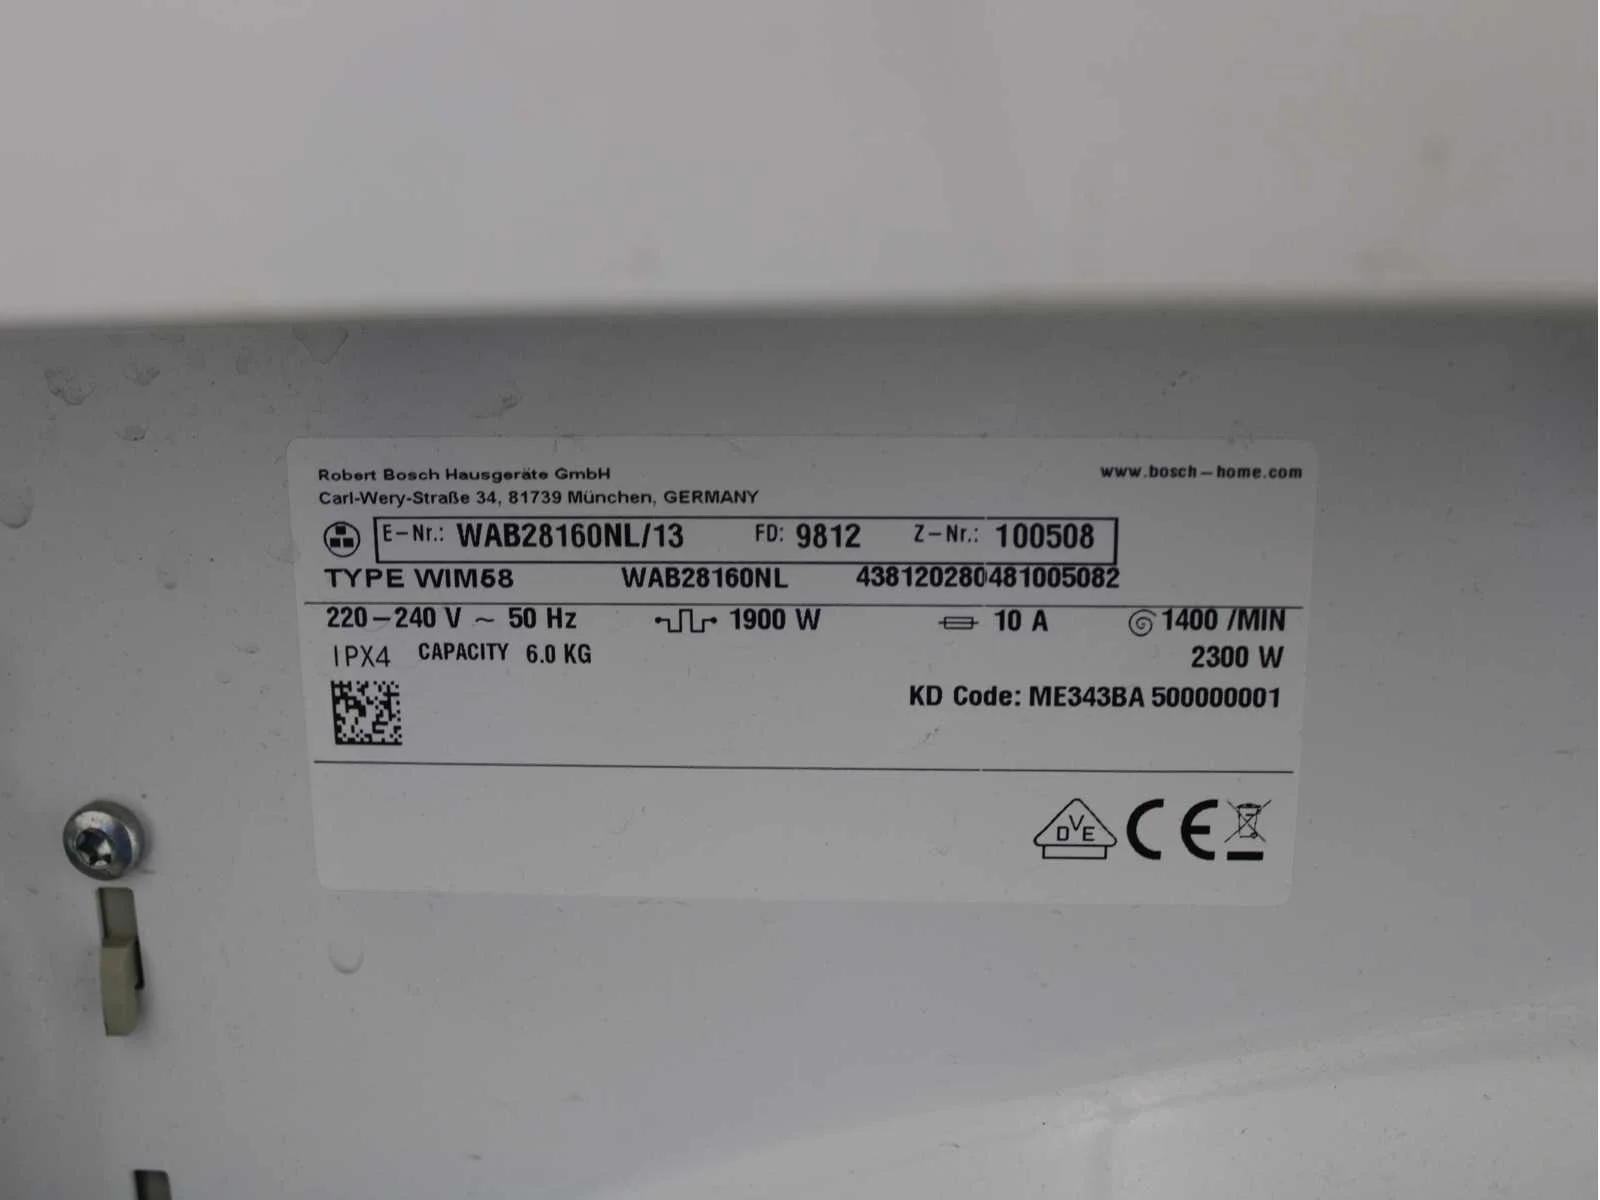 Robert Bosch Hausgeräte GmbH www.bosch-home.com
Carl-Wery-Straße 34, 81739 München, GERMANY
E-Nr.: WAB28160NL/13 FD: 9812 Z-Nr.: 100508
TYPE WIM58 WAB28160NL 438120280481005082
220-240 V ~ 50 Hz 1900 W 10 A 1400 /MIN
IPX4 CAPACITY 6.0 KG 2300 W
KD Code: ME343BA 500000001
DVE CE